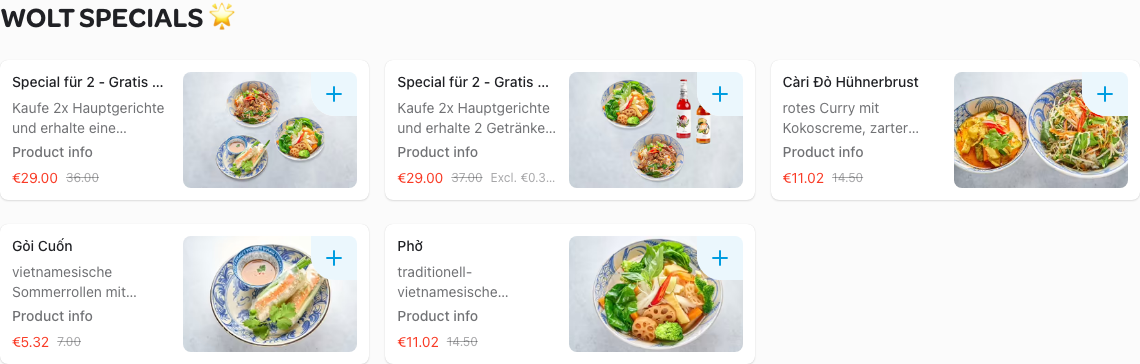 WOLT SPECIALS 🌟
Special für 2 - Gratis ...
Kaufe 2x Hauptgerichte
und erhalte eine...
Product info
€29.00 36.00
Special für 2 - Gratis ...
Kaufe 2x Hauptgerichte
und erhalte 2 Getränke...
Product info
€29.00 37.00 Excl. €0.3...
Càri Đỏ Hühnerbrust
rotes Curry mit
Kokoscreme, zarter...
Product info
€11.02 14.50
Gỏi Cuốn
vietnamesische
Sommerrollen mit...
Product info
€5.32 7.00
Phở
traditionell-
vietnamesische...
Product info
€11.02 14.50